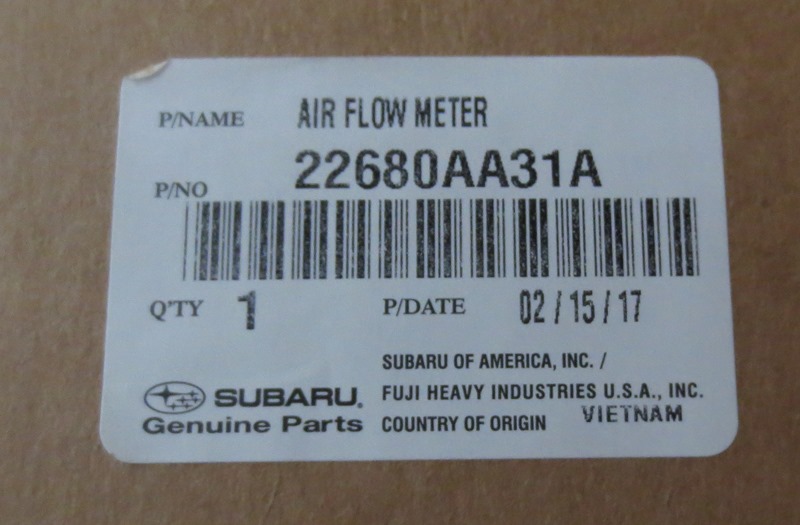 P/NAME AIR FLOW METER
P/NO 22680AA31A
Q'TY 1 P/DATE 02/15/17
SUBARU OF AMERICA, INC. /
SUBARU. FUJI HEAVY INDUSTRIES U.S.A., INC.
Genuine Parts COUNTRY OF ORIGIN VIETNAM